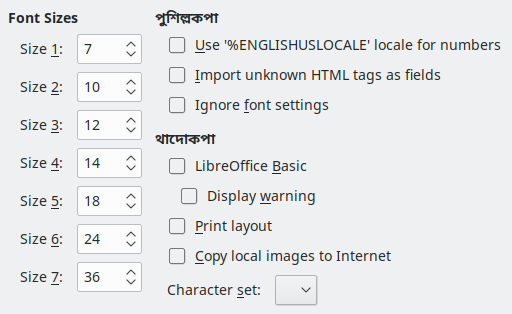 Font Sizes
Size 1: 7
Size 2: 10
Size 3: 12
Size 4: 14
Size 5: 18
Size 6: 24
Size 7: 36
পুশিল্লকপা
Use '%ENGLISHUSLOCALE' locale for numbers
Import unknown HTML tags as fields
Ignore font settings
থাদোকপা
LibreOffice Basic
Display warning
Print layout
Copy local images to Internet
Character set: